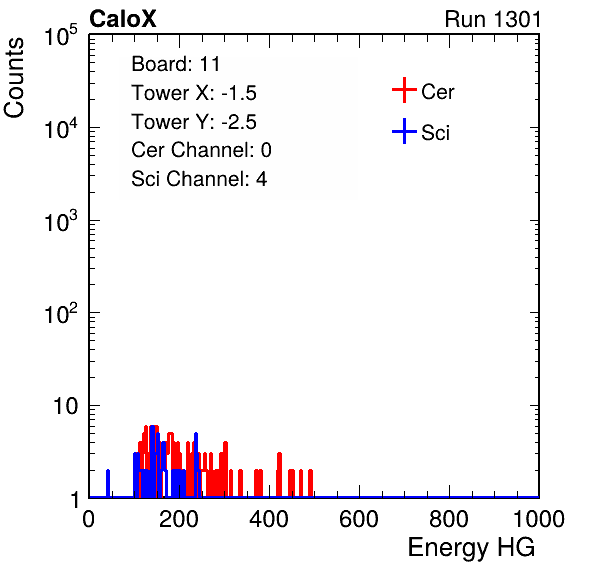 CaloX Run 1301
Counts
10^5
10^4
10^3
10^2
10
1
Board: 11
Tower X: -1.5
Tower Y: -2.5
Cer Channel: 0
Sci Channel: 4
Cer
Sci
0 200 400 600 800 1000
Energy HG